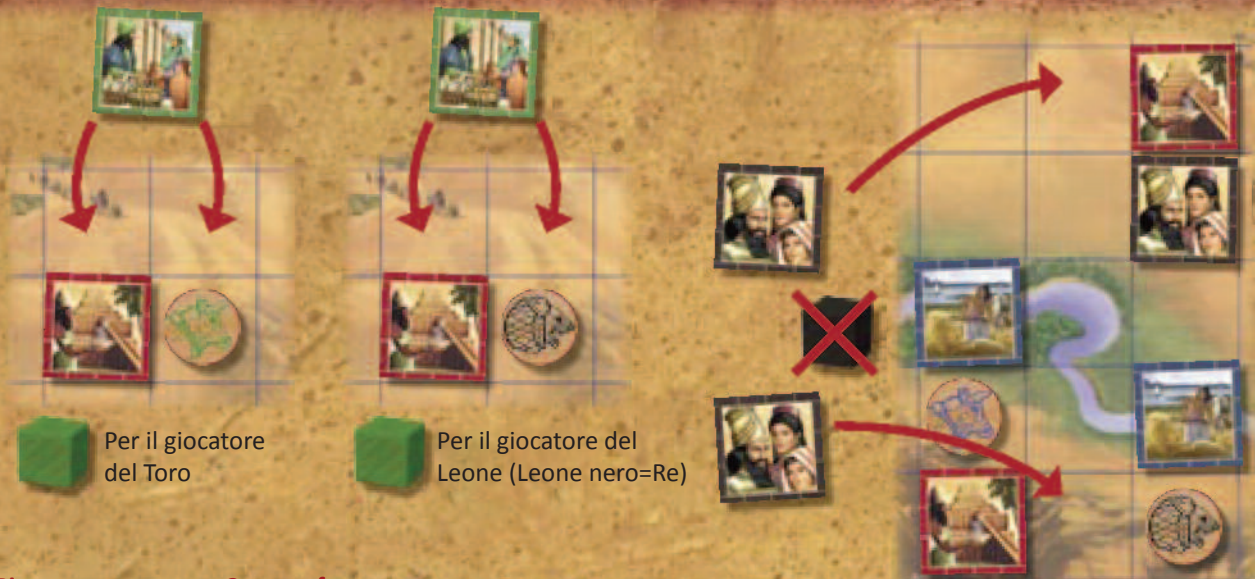 Per il giocatore
del Toro
Per il giocatore del
Leone (Leone nero=Re)